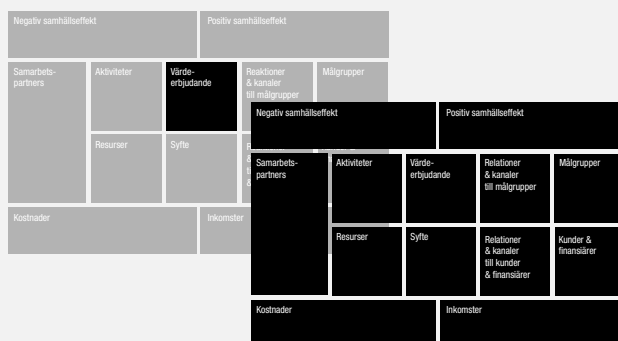 Negativ samhällseffekt
Positiv samhällseffekt
Samarbets-
partners
Aktiviteter
Värde-
erbjudande
Reaktioner
& kanaler
till målgrupper
Målgrupper
Resurser
Syfte
Kostnader
Inkomster
Negativ samhällseffekt
Positiv samhällseffekt
Samarbets-
partners
Aktiviteter
Värde-
erbjudande
Relationer
& kanaler
till målgrupper
Målgrupper
Resurser
Syfte
Relationer
& kanaler
till kunder
& finansiärer
Kunder &
finansiärer
Kostnader
Inkomster